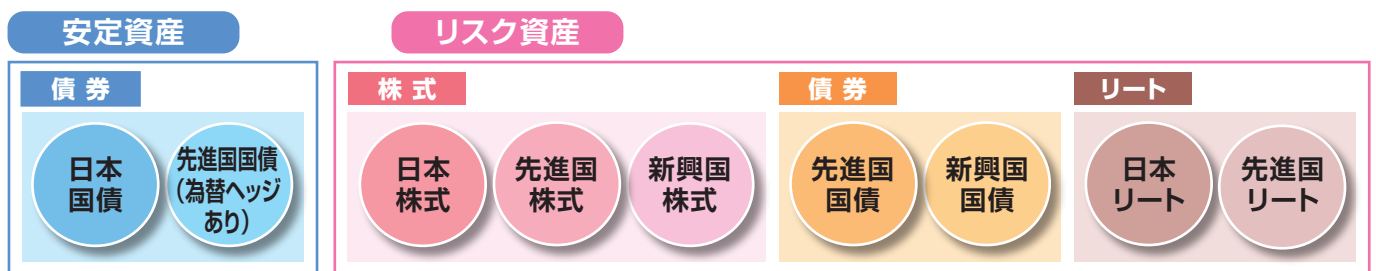 安定資産
リスク資産
債券
日本
国債
先進国国債
(為替ヘッジ
あり)
株式
日本
株式
先進国
株式
新興国
株式
債券
先進国
国債
新興国
国債
リート
日本
リート
先進国
リート